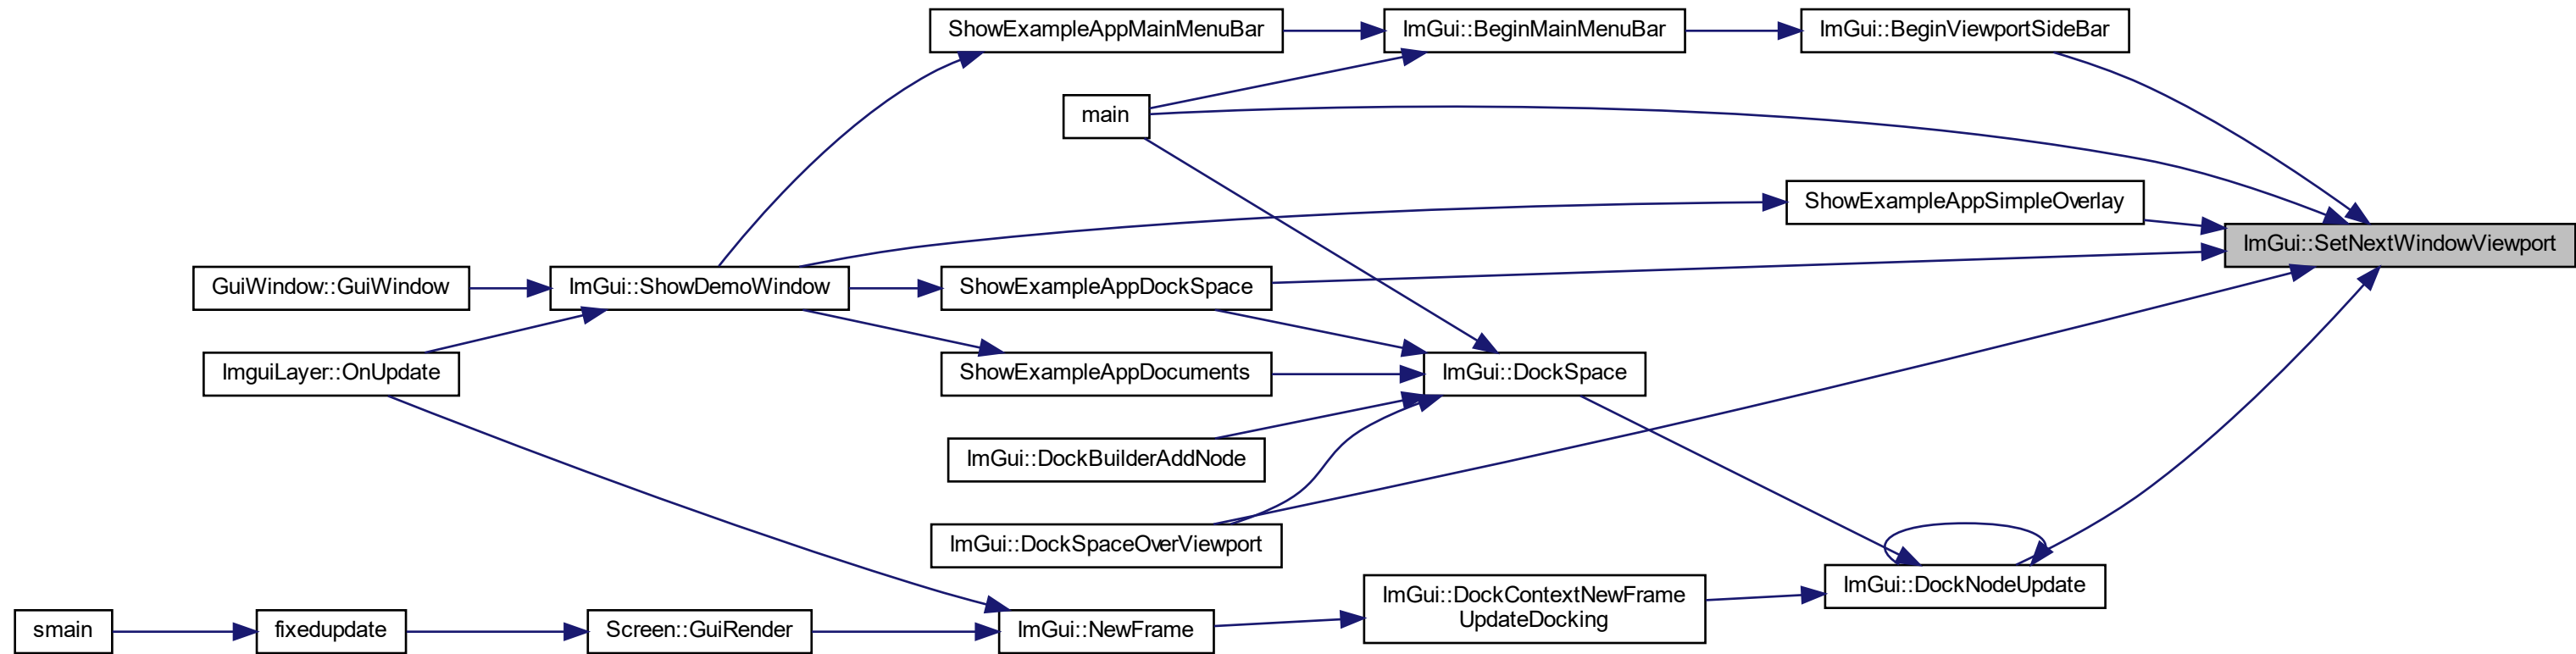 ShowExampleAppMainMenuBar
ImGui::BeginMainMenuBar
ImGui::BeginViewportSideBar
main
ShowExampleAppSimpleOverlay
ImGui::SetNextWindowViewport
GuiWindow::GuiWindow
ImGui::ShowDemoWindow
ShowExampleAppDockSpace
ImguiLayer::OnUpdate
ShowExampleAppDocuments
ImGui::DockSpace
ImGui::DockBuilderAddNode
ImGui::DockSpaceOverViewport
ImGui::DockNodeUpdate
ImGui::DockContextNewFrame
UpdateDocking
smain
fixedupdate
Screen::GuiRender
ImGui::NewFrame